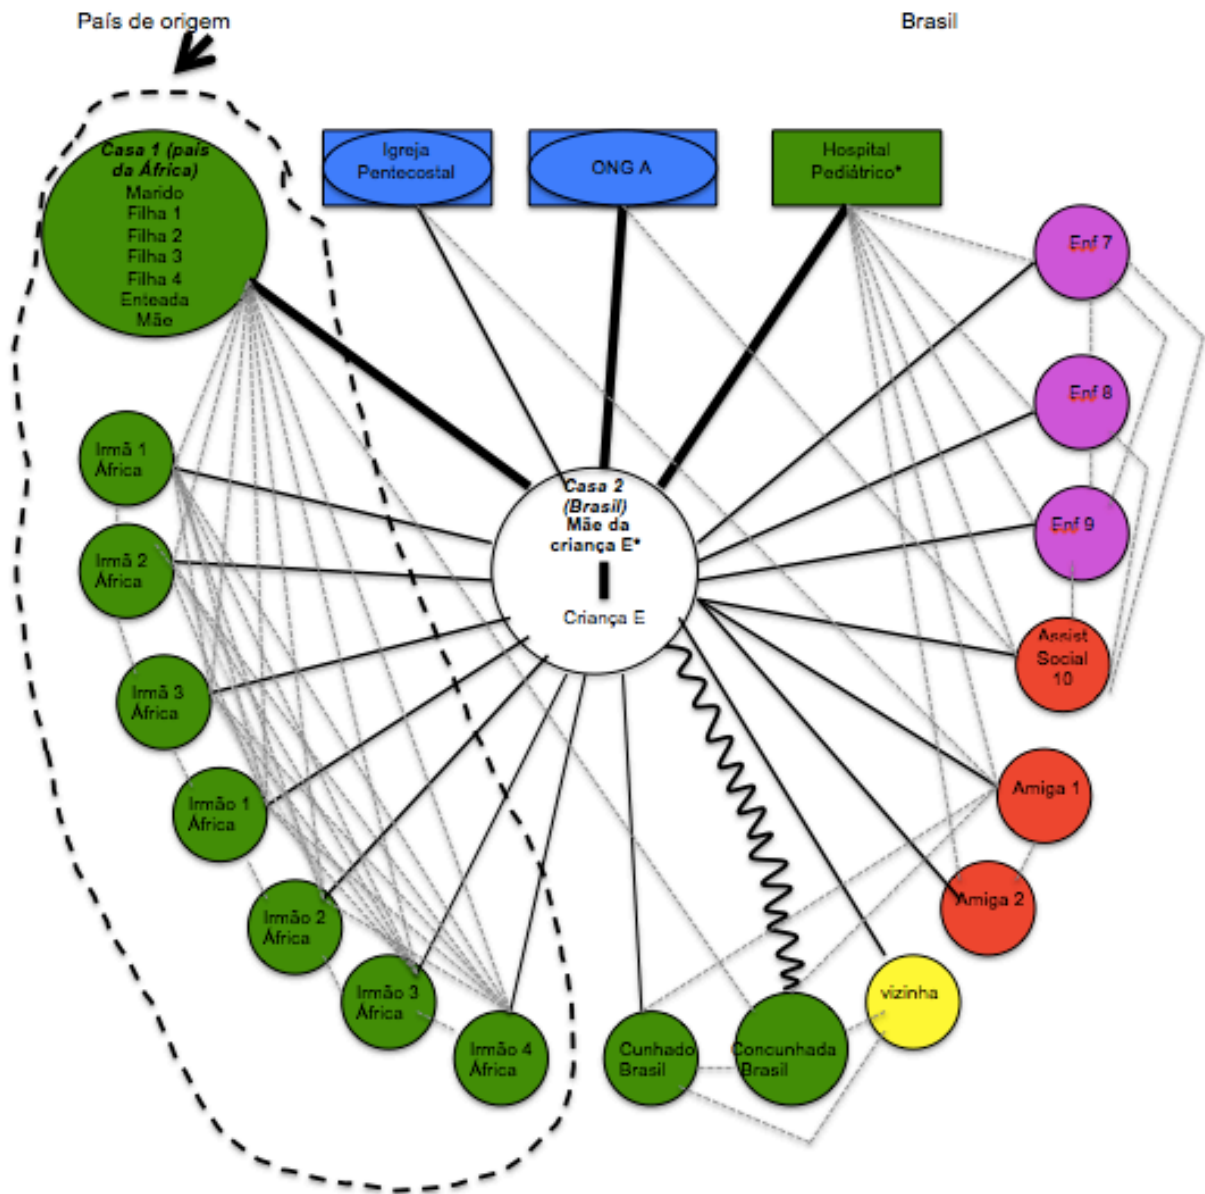 País de origem
Brasil
Casa 1 (país
da África)
Marido
Filha 1
Filha 2
Filha 3
Filha 4
Enteada
Mãe
Igreja
Pentecostal
ONG A
Hospital
Pediátrico*
Enf 7
Enf 8
Enf 9
Assist
Social
10
Amiga 1
Amiga 2
vizinha
Concunhada
Brasil
Cunhado
Brasil
Irmão 4
África
Irmão 3
África
Irmão 2
África
Irmão 1
África
Irmã 3
África
Irmã 2
África
Irmã 1
África
Casa 2
(Brasil)
Mãe da
criança E*
Criança E